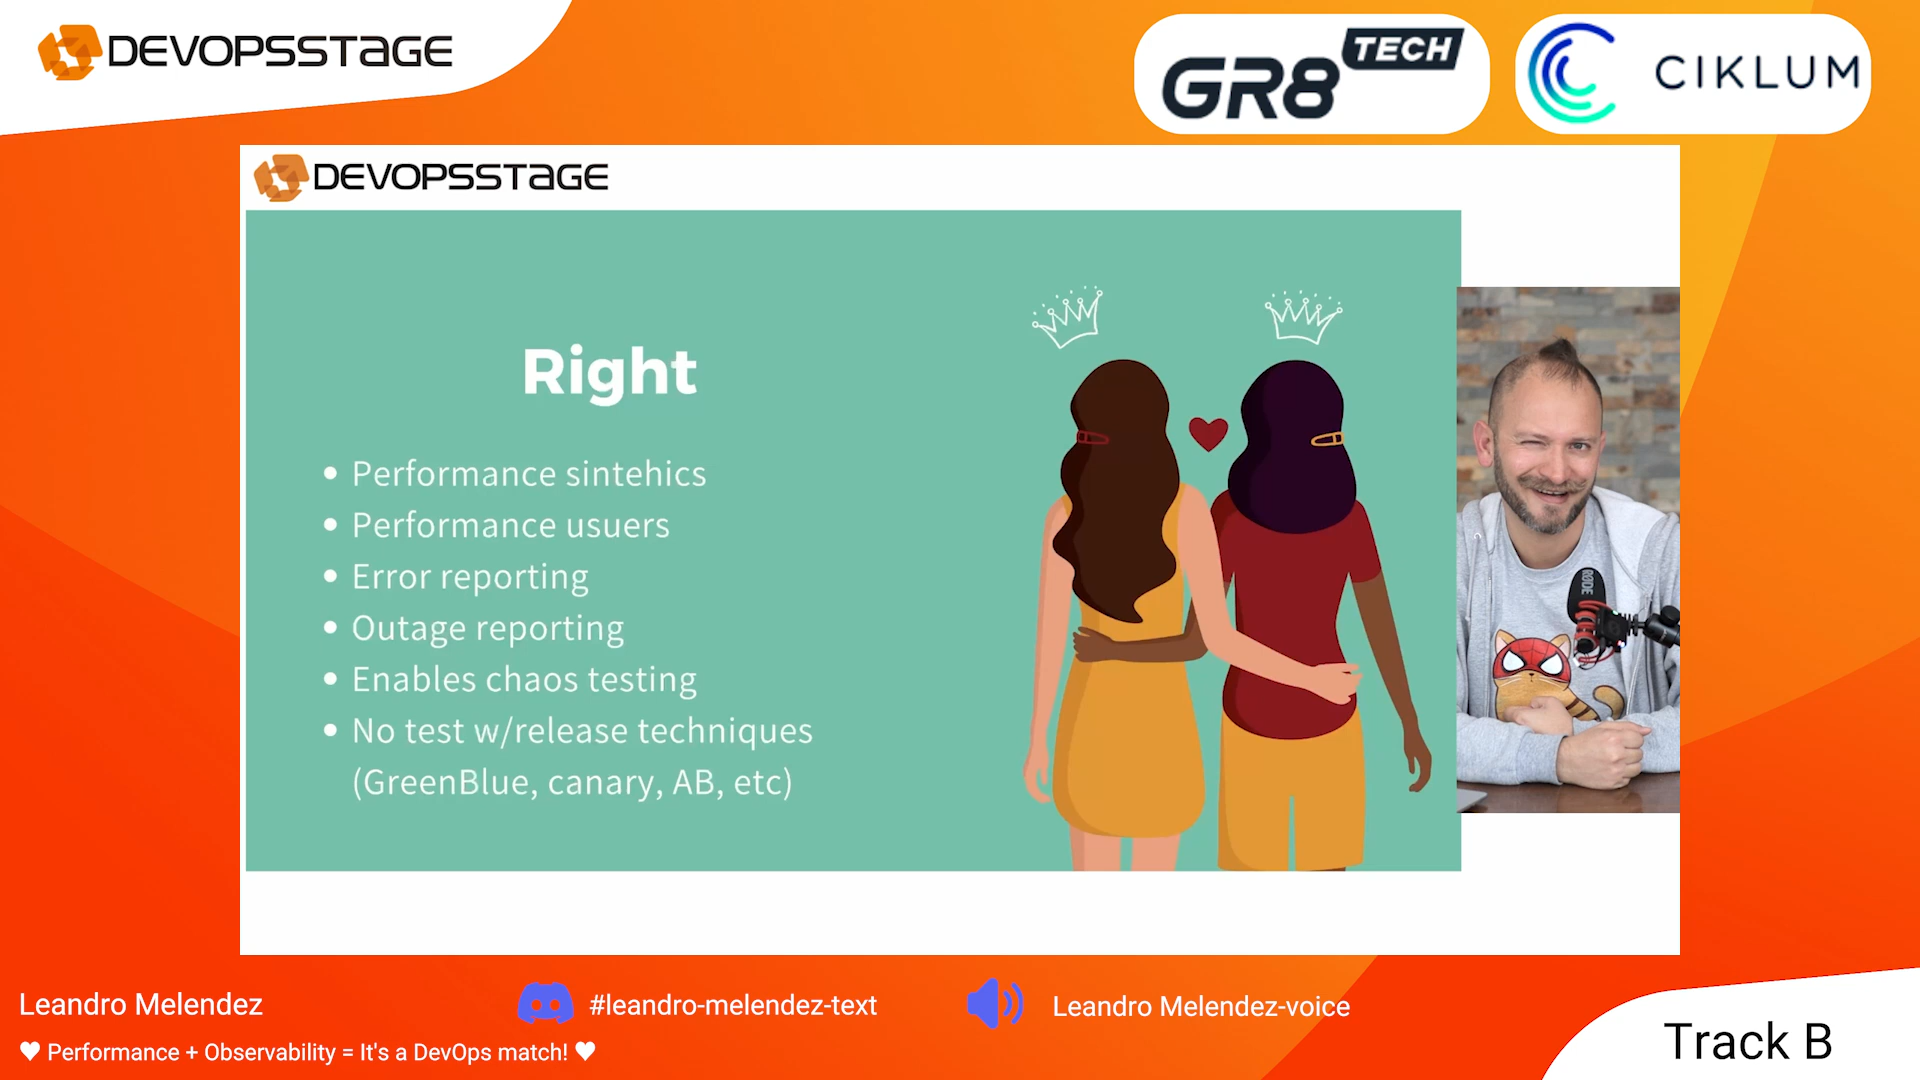 DEVOPSSTAGE
GR8 TECH
CIKLUM
DEVOPSSTAGE
Right
• Performance sintehics
• Performance usuers
• Error reporting
• Outage reporting
• Enables chaos testing
• No test w/release techniques
(GreenBlue, canary, AB, etc)
RØDE
Leandro Melendez
#leandro-melendez-text
Leandro Melendez-voice
♥ Performance + Observability = It's a DevOps match! ♥
Track B